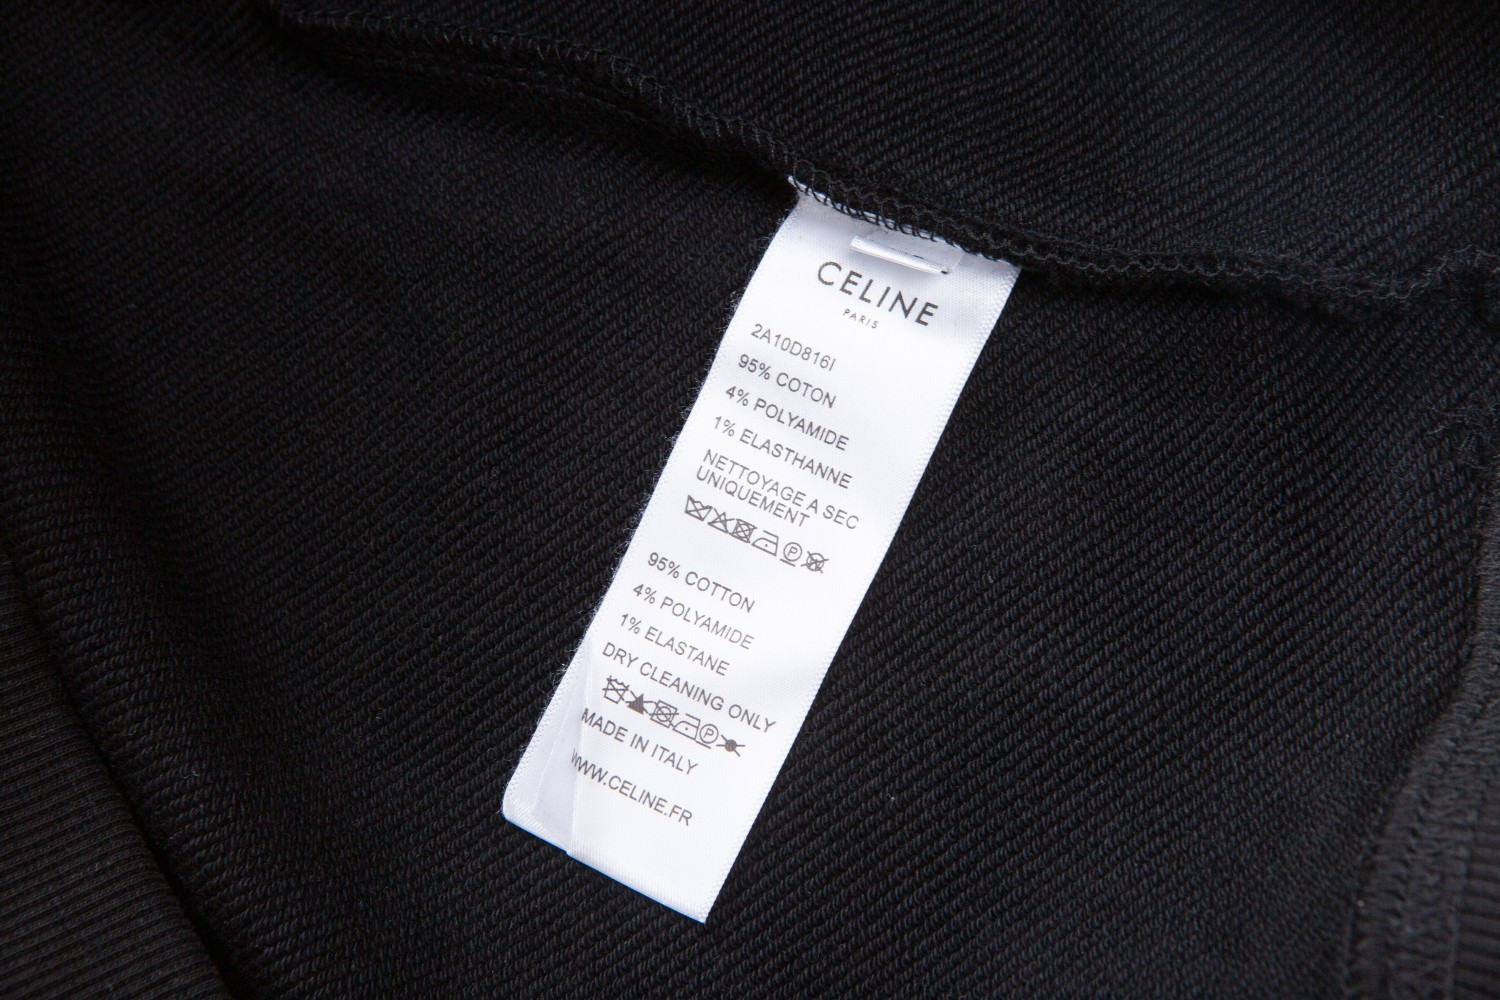 CELINE
PARIS
2A10D816I
95% COTON
4% POLYAMIDE
1% ELASTHANNE
NETTOYAGE A SEC
UNIQUEMENT
P
95% COTTON
4% POLYAMIDE
1% ELASTANE
DRY CLEANING ONLY
P
MADE IN ITALY
WWW.CELINE.FR